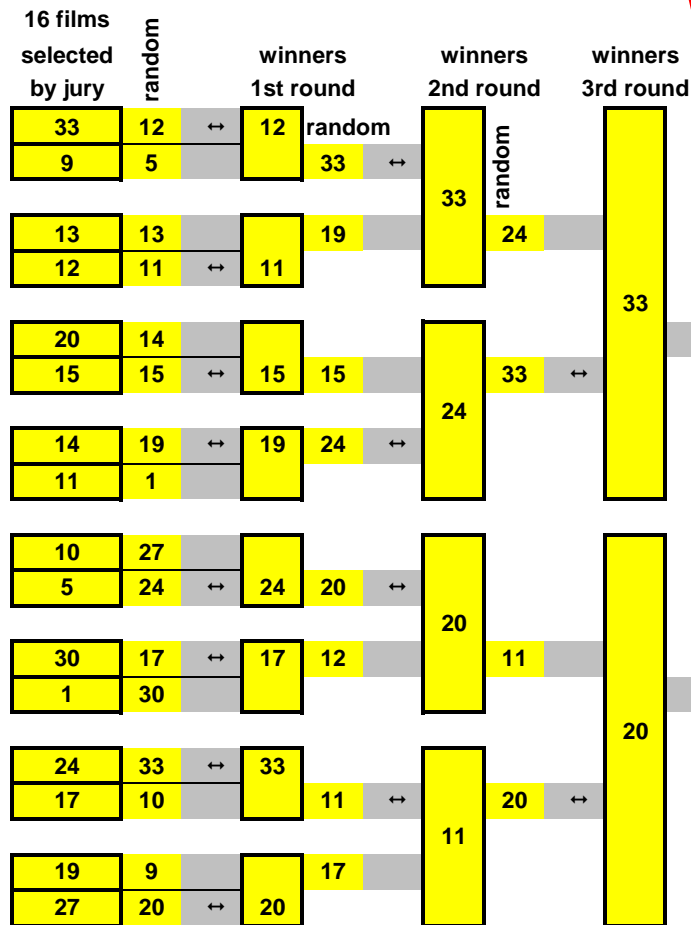 16 films
selected
by jury
random
winners
1st round
winners
2nd round
winners
3rd round
33 12 ↔ 12 random
9 5 33 ↔ random
33
13 13 19 24
12 11 ↔ 11
33
20 14
15 15 ↔ 15 15 33 ↔
24
14 19 ↔ 19 24 ↔
11 1
10 27
5 24 ↔ 24 20 ↔
20
30 17 ↔ 17 12 11
1 30
20
24 33 ↔ 33
17 10 11 ↔ 20 ↔
11
19 9 17
27 20 ↔ 20